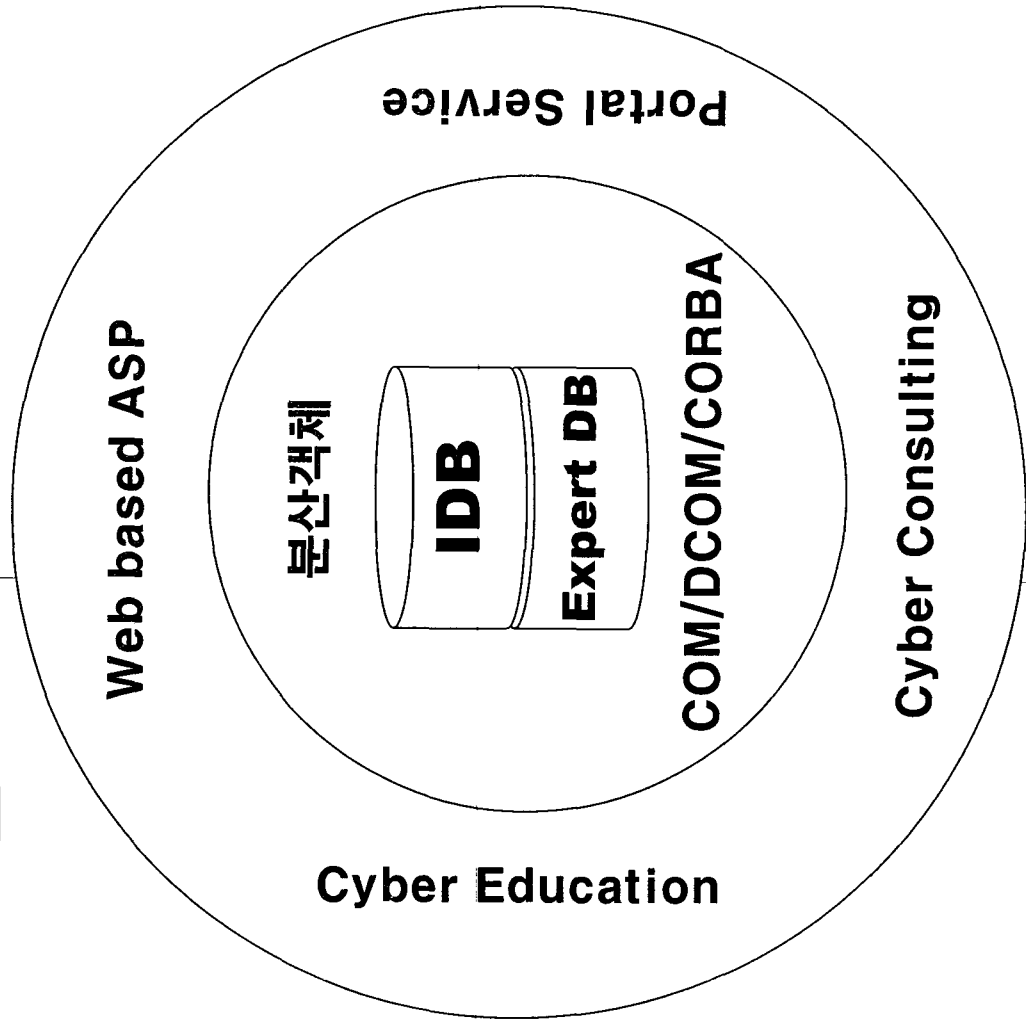 Web based ASP
분산객체
IDB
Expert DB
COM/DCOM/CORBA
Cyber Consulting
Portal Service
Cyber Education